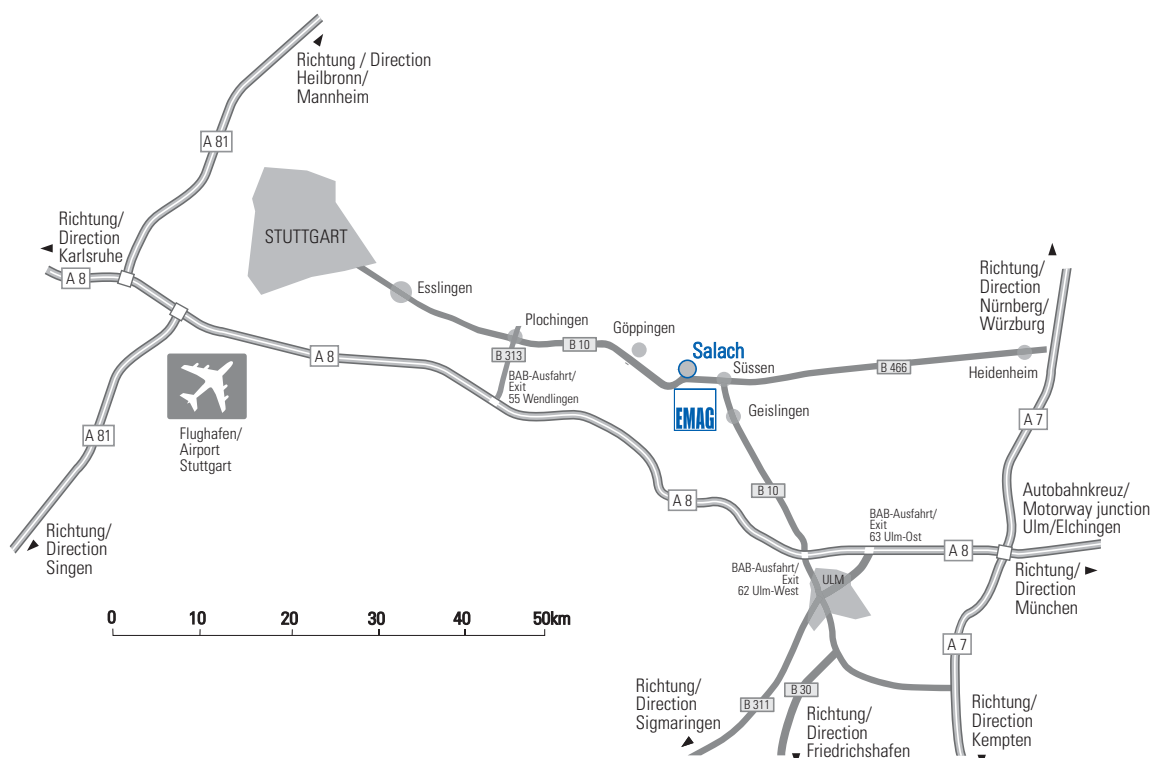 Richtung / Direction
Heilbronn/
Mannheim
A 81
Richtung/
Direction
Karlsruhe
A 8
STUTTGART
Esslingen
Plochingen
Göppingen
B 10
B 313
BAB-Ausfahrt/
Exit
55 Wendlingen
A 8
Salach
EMAG
Süssen
B 466
Heidenheim
Richtung/
Direction
Nürnberg/
Würzburg
Geislingen
A 7
Flughafen/
Airport
Stuttgart
A 81
Richtung/
Direction
Singen
A 8
B 10
BAB-Ausfahrt/
Exit
63 Ulm-Ost
A 8
Autobahnkreuz/
Motorway junction
Ulm/Elchingen
Richtung/
Direction
München
BAB-Ausfahrt/
Exit
62 Ulm-West
ULM
0 10 20 30 40 50km
A 7
Richtung/
Direction
Sigmaringen
B 311
B 30
Richtung/
Direction
Friedrichshafen
Richtung/
Direction
Kempten